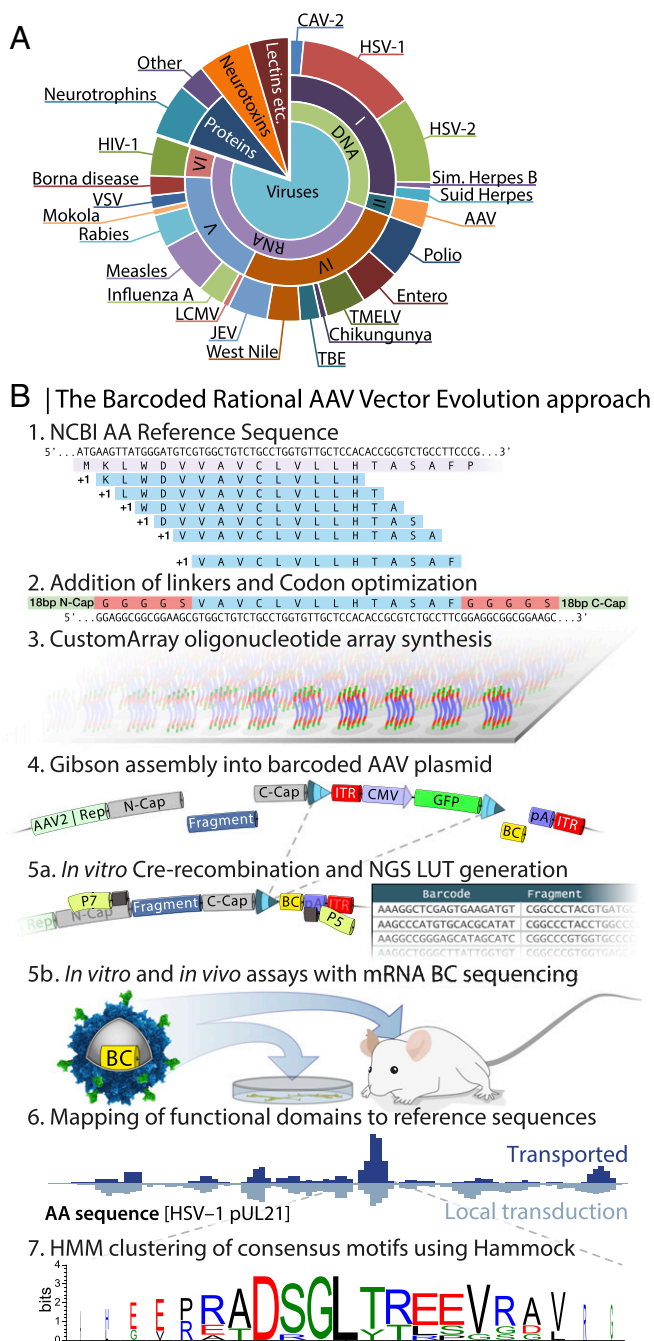 A
CAV-2
HSV-1
HSV-2
Sim. Herpes B
Suid Herpes
AAV
Polio
Entero
TMELV
Chikungunya
TBE
West Nile
JEV
LCMV
Influenza A
Measles
Rabies
Mokola
VSV
Borna disease
HIV-1
Neurotrophins
Other
Neurotoxins
Lectins etc.
Proteins
Viruses
DNA
RNA
I
II
IV
V
VI
B | The Barcoded Rational AAV Vector Evolution approach
1. NCBI AA Reference Sequence
5'...ATGAAGTTATGGGATGTCGTGGCTGTCTGCCTGGTGTTGCTCCACACCGCGTCTGCCTTCCCG...3'
M K L W D V V A V C L V L L H T A S A F P
+1 K L W D V V A V C L V L L H
+1 L W D V V A V C L V L L H T
+1 W D V V A V C L V L L H T A
+1 D V V A V C L V L L H T A S
+1 V V A V C L V L L H T A S A
+1 V A V C L V L L H T A S A F
2. Addition of linkers and Codon optimization
18bp N-Cap G G G G S V A V C L V L L H T A S A F G G G G S 18bp C-Cap
5'...GGAGGCGGCGGAAGCGTGGCTGTCTGCCTGGTGTTGCTCCACACCGCGTCTGCCTTCGGAGGCGGCGGAAGC...3'
3. CustomArray oligonucleotide array synthesis
4. Gibson assembly into barcoded AAV plasmid
AAV2 | Rep N-Cap Fragment C-Cap ITR CMV GFP BC pA ITR
5a. In vitro Cre-recombination and NGS LUT generation
Rep N-Cap P7 Fragment C-Cap BC pA ITR P5
Barcode Fragment
AAAGGCTCGAGTGAAGATGT CGGCCCTACGTGATGC
AAGCCCATGTGCACGCATAT CGGCCCTACCTGGCCC
AAGGCCGGGAGCATAGCATC CGGCCCGTGGTGCCC
5b. In vitro and in vivo assays with mRNA BC sequencing
BC
6. Mapping of functional domains to reference sequences
Transported
AA sequence [HSV–1 pUL21]
Local transduction
7. HMM clustering of consensus motifs using Hammock
bits
4
3
2
1
0
E E P R A D S G L T R E E V R A V